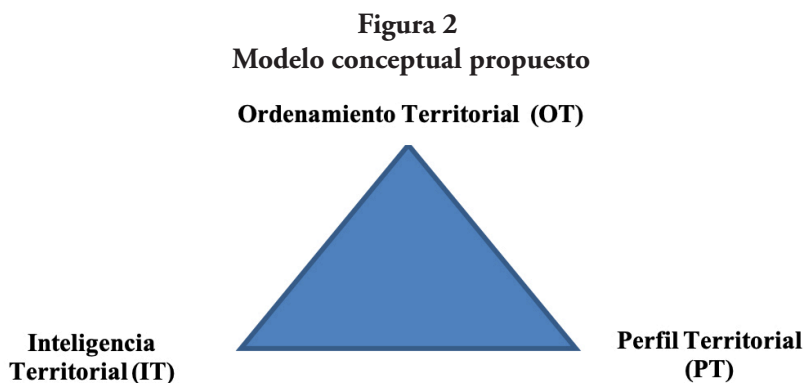 Figura 2
Modelo conceptual propuesto
Ordenamiento Territorial (OT)
Inteligencia
Territorial (IT)
Perfil Territorial
(PT)